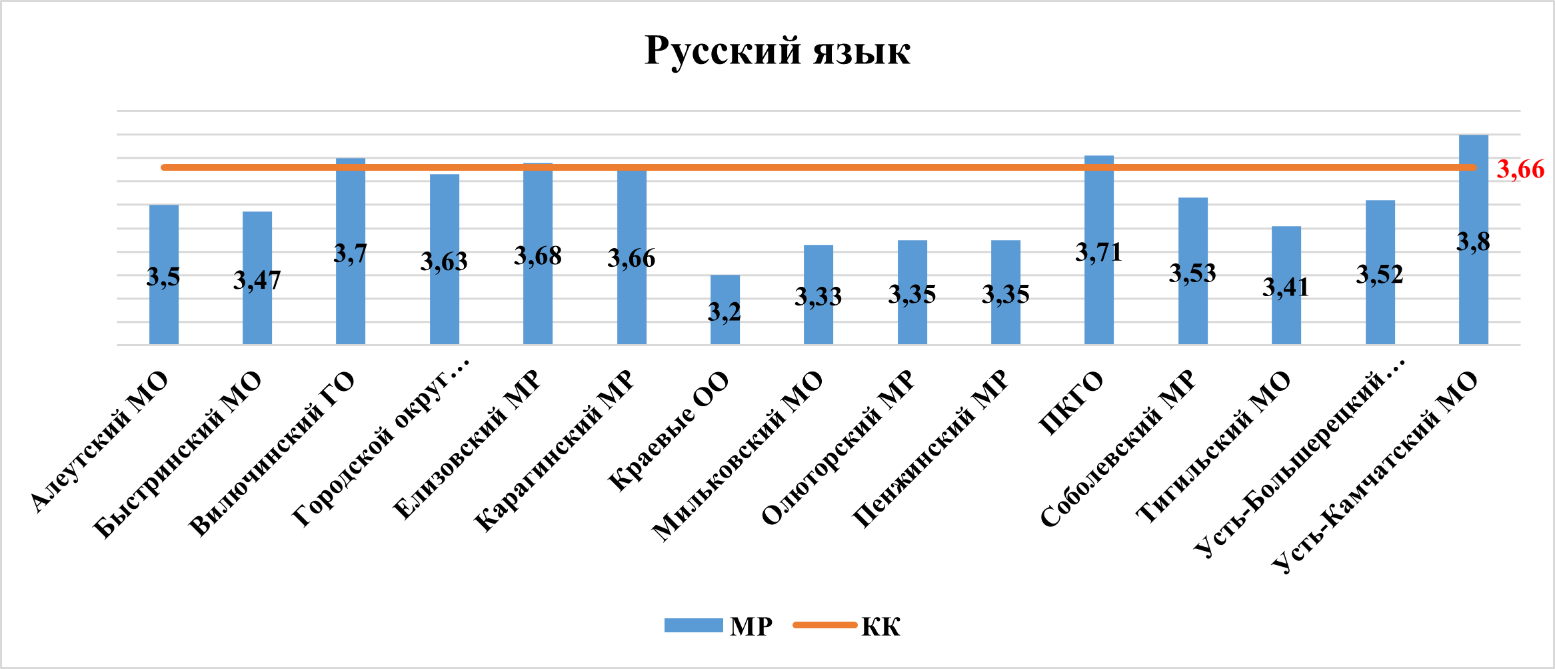 Русский язык
3,66
3,5
3,47
3,7
3,63
3,68
3,66
3,2
3,33
3,35
3,35
3,71
3,53
3,41
3,52
3,8
Алеутский МО
Быстринский МО
Вилючинский ГО
Городской округ…
Елизовский МР
Карагинский МР
Краевые ОО
Мильковский МО
Олюторский МР
Пенжинский МР
ПКГО
Соболевский МР
Тигильский МО
Усть-Большерецкий…
Усть-Камчатский МО
МР
КК